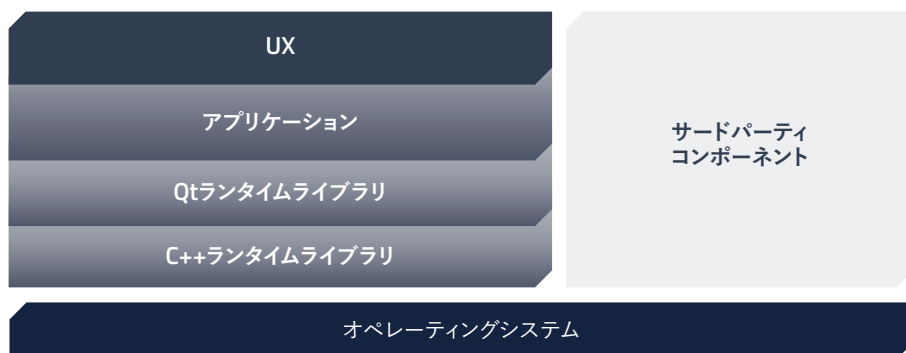 UX
アプリケーション
Qtランタイムライブラリ
C++ランタイムライブラリ
サードパーティ
コンポーネント
オペレーティングシステム